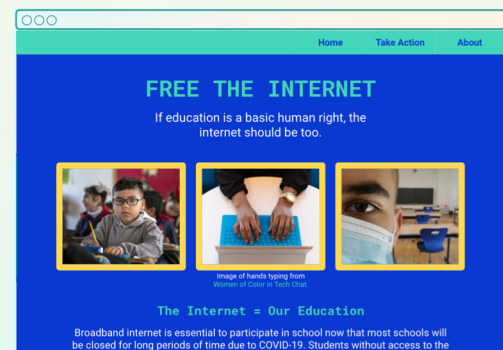 Home Take Action About
FREE THE INTERNET
If education is a basic human right, the
internet should be too.
Image of hands typing from
Women of Color in Tech Chat.
The Internet = Our Education
Broadband internet is essential to participate in school now that most schools will
be closed for long periods of time due to COVID-19. Students without access to the